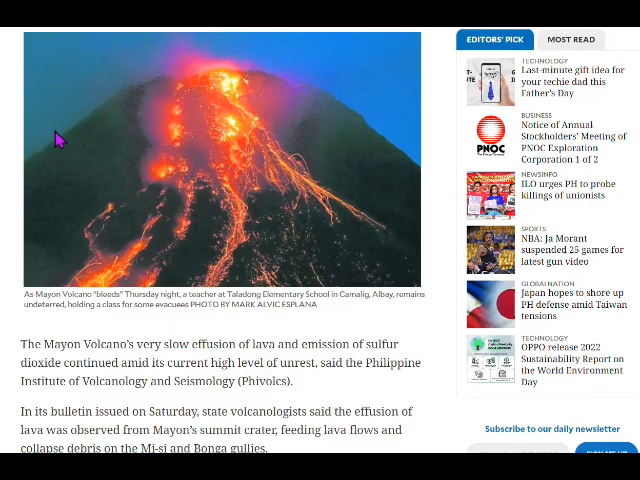 As Mayon Volcano "bleeds" Thursday night, a teacher at Taladong Elementary School in Camalig, Albay, remains
undeterred, holding a class for some evacuees PHOTO BY MARK ALVIC ESPLANA
The Mayon Volcano's very slow effusion of lava and emission of sulfur
dioxide continued amid its current high level of unrest, said the Philippine
Institute of Volcanology and Seismology (Phivolcs).
In its bulletin issued on Saturday, state volcanologists said the effusion of
lava was observed from Mayon's summit crater, feeding lava flows and
collapse debris on the Mi-si and Bonga gullies.
EDITORS' PICK
MOST READ
TECHNOLOGY
Last-minute gift idea for
your techie dad this
Father's Day
BUSINESS
Notice of Annual
Stockholders' Meeting of
PNOC Exploration
Corporation 1 of 2
PNOC
NEWSINFO
ILO urges PH to probe
killings of unionists
SPORTS
NBA: Ja Morant
suspended 25 games for
latest gun video
GLOBALNATION
Japan hopes to shore up
PH defense amid Taiwan
tensions
TECHNOLOGY
OPPO release 2022
Sustainability Report on
the World Environment
Day
Subscribe to our daily newsletter
SIGN ME UP